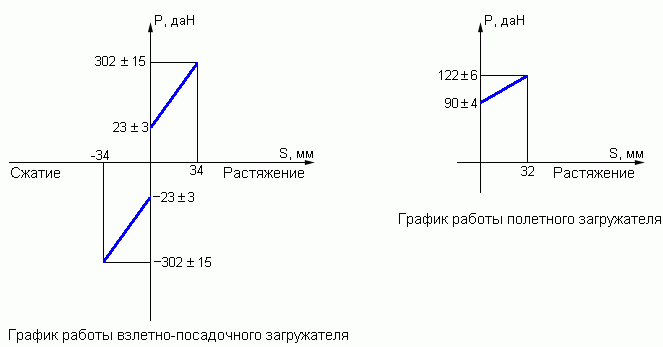 P, даН
302 ± 15
23 ± 3
-34
S, мм
Сжатие
34
Растяжение
−23 ± 3
−302 ± 15
График работы взлетно-посадочного загружателя
P, даН
122 ± 6
90 ± 4
S, мм
32
Растяжение
График работы полетного загружателя